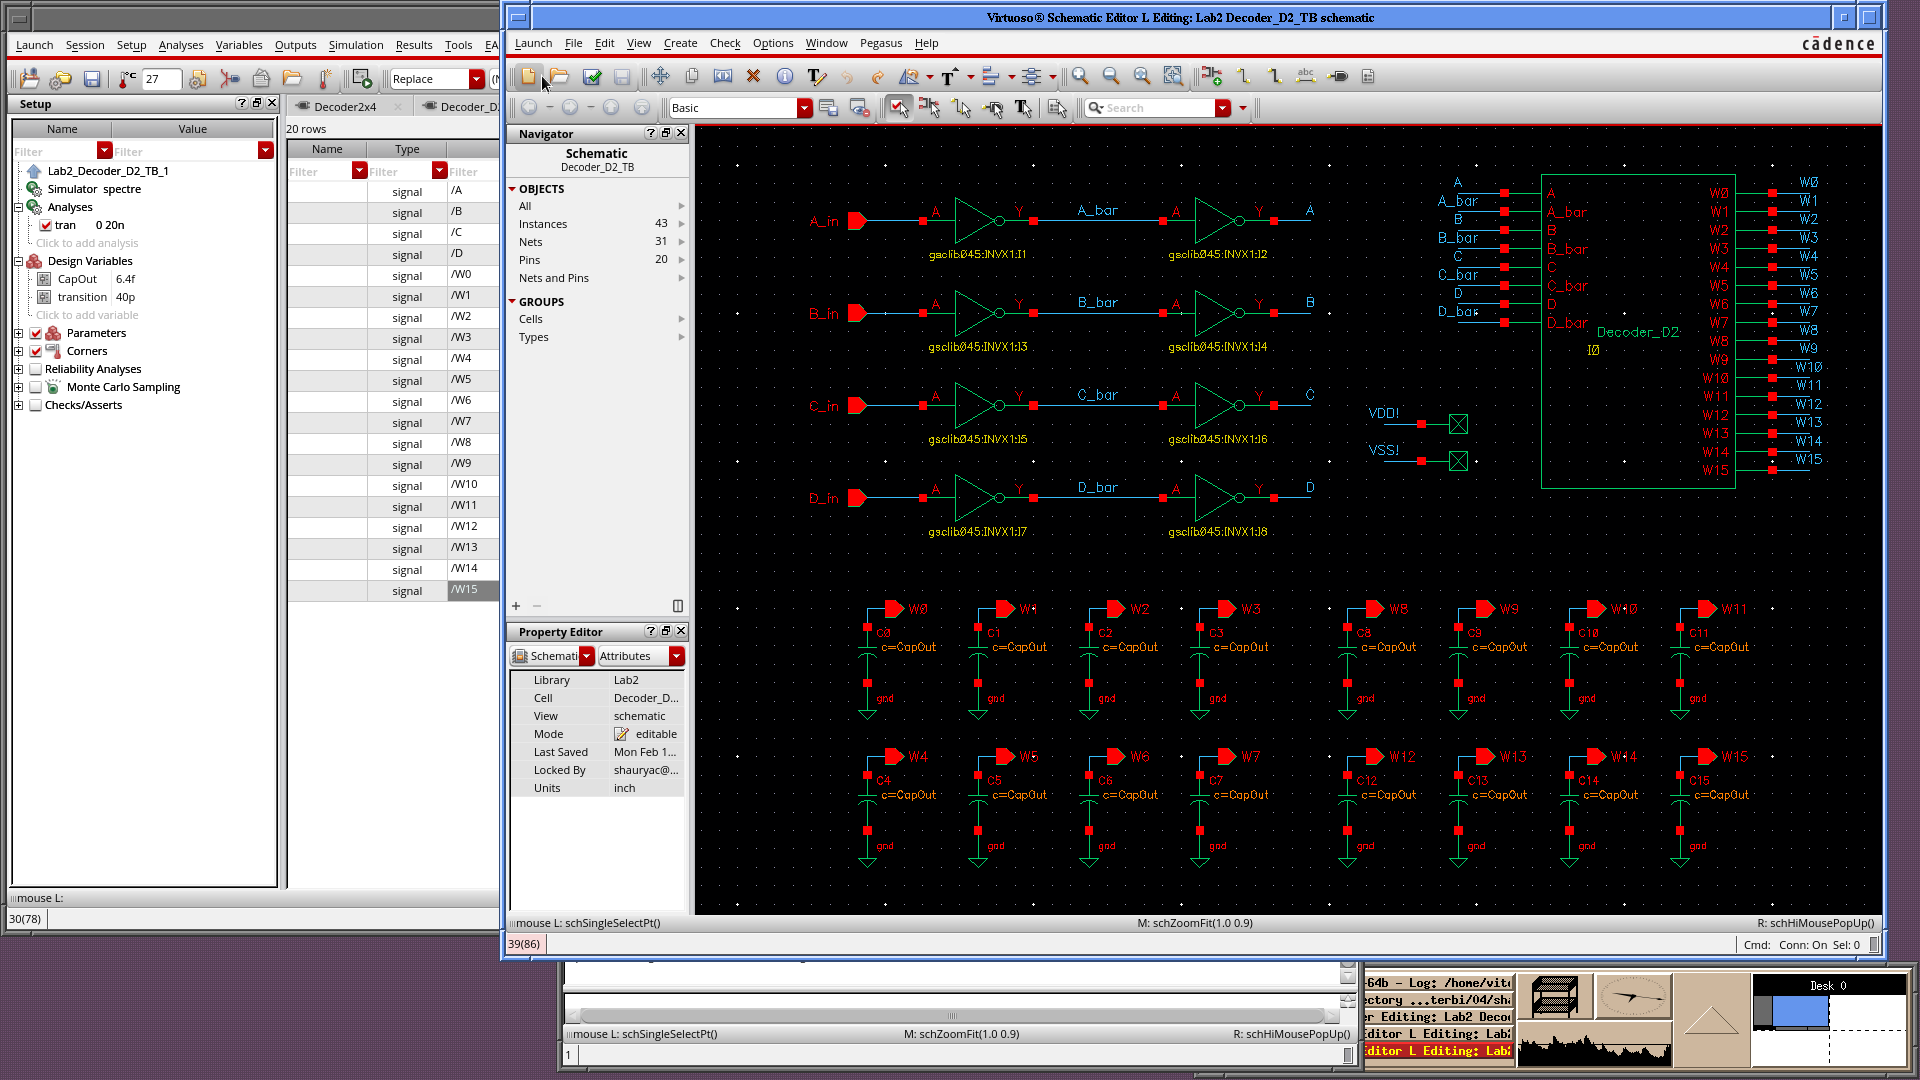 Launch Session Setup Analyses Variables Outputs Simulation Results Tools EA
27
Replace
Setup
Name Value
Filter Filter
Lab2_Decoder_D2_TB_1
Simulator spectre
Analyses
tran 0 20n
Click to add analysis
Design Variables
CapOut 6.4f
transition 40p
Click to add variable
Parameters
Corners
Reliability Analyses
Monte Carlo Sampling
Checks/Asserts
mouse L:
30(78)
Decoder2x4 Decoder_D
20 rows
Name Type
Filter Filter Filter
signal /A
signal /B
signal /C
signal /D
signal /W0
signal /W1
signal /W2
signal /W3
signal /W4
signal /W5
signal /W6
signal /W7
signal /W8
signal /W9
signal /W10
signal /W11
signal /W12
signal /W13
signal /W14
signal /W15
Virtuoso® Schematic Editor L Editing: Lab2 Decoder_D2_TB schematic
Launch File Edit View Create Check Options Window Pegasus Help
cādence
abc
Basic
Search
Navigator
Schematic
Decoder_D2_TB
OBJECTS
All
Instances 43
Nets 31
Pins 20
Nets and Pins
GROUPS
Cells
Types
Property Editor
Schemati Attributes
Library Lab2
Cell Decoder_D...
View schematic
Mode editable
Last Saved Mon Feb 1...
Locked By shauryac@...
Units inch
A_in A Y A_bar A Y A
gsclib045:INVX1:I1 gsclib045:INVX1:I2
B_in A Y B_bar A Y B
gsclib045:INVX1:I3 gsclib045:INVX1:I4
C_in A Y C_bar A Y C
gsclib045:INVX1:I5 gsclib045:INVX1:I6
D_in A Y D_bar A Y D
gsclib045:INVX1:I7 gsclib045:INVX1:I8
VDD!
VSS!
A A W0 W0
A_bar A_bar W1 W1
B B W2 W2
B_bar B_bar W3 W3
C C W4 W4
C_bar C_bar W5 W5
D D W6 W6
D_bar D_bar W7 W7
Decoder_D2 W8 W8
I0 W9 W9
W10 W10
W11 W11
W12 W12
W13 W13
W14 W14
W15 W15
W0 W1 W2 W3 W8 W9 W10 W11
C0 C1 C2 C3 C8 C9 C10 C11
c=CapOut c=CapOut c=CapOut c=CapOut c=CapOut c=CapOut c=CapOut c=CapOut
gnd gnd gnd gnd gnd gnd gnd gnd
W4 W5 W6 W7 W12 W13 W14 W15
C4 C5 C6 C7 C12 C13 C14 C15
c=CapOut c=CapOut c=CapOut c=CapOut c=CapOut c=CapOut c=CapOut c=CapOut
gnd gnd gnd gnd gnd gnd gnd gnd
mouse L: schSingleSelectPt() M: schZoomFit(1.0 0.9) R: schHiMousePopUp()
39(86) Cmd: Conn: On Sel: 0
mouse L: schSingleSelectPt() M: schZoomFit(1.0 0.9) R: schHiMousePopUp()
1
-64b - Log: /home/vit
ectory ...terbi/04/sh
er Editing: Lab2 Deco
Editor L Editing: Lab
Editor L Editing: Lab
Desk 0